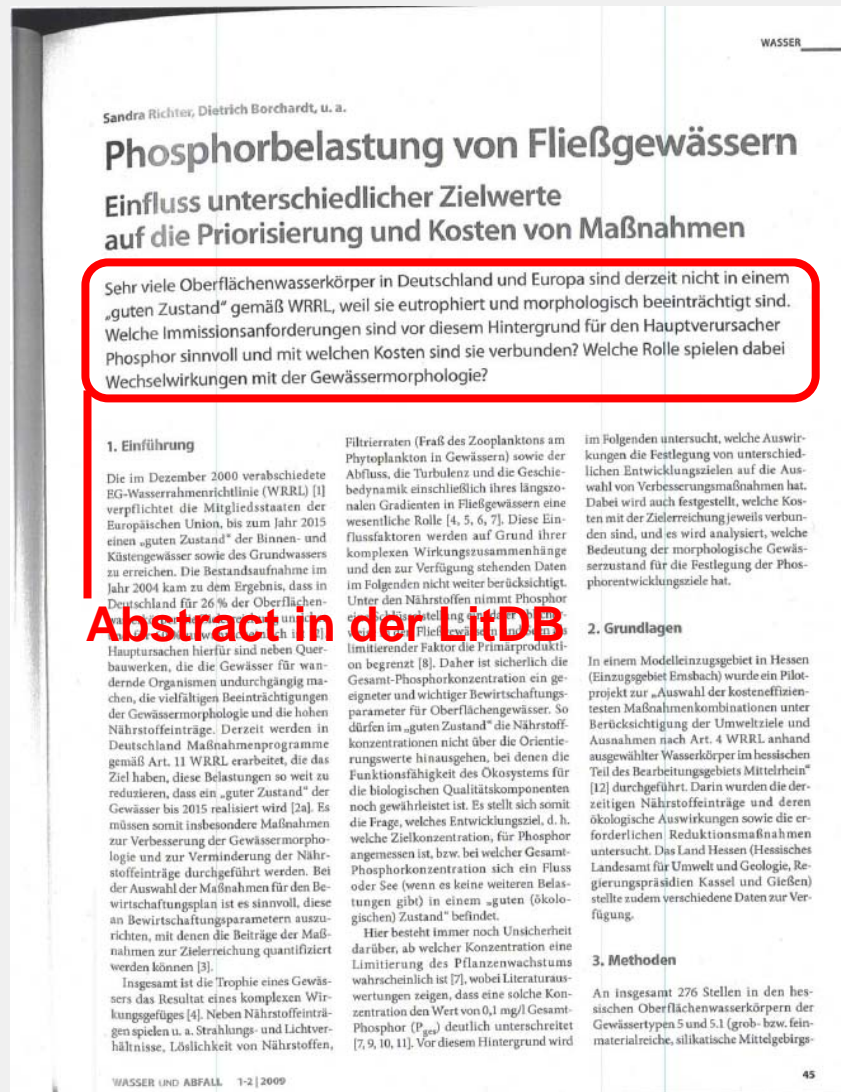 WASSER
Sandra Richter, Dietrich Borchardt, u. a.
Phosphorbelastung von Fließgewässern
Einfluss unterschiedlicher Zielwerte
auf die Priorisierung und Kosten von Maßnahmen
Sehr viele Oberflächenwasserkörper in Deutschland und Europa sind derzeit nicht in einem
„guten Zustand“ gemäß WRRL, weil sie eutrophiert und morphologisch beeinträchtigt sind.
Welche Immissionsanforderungen sind vor diesem Hintergrund für den Hauptverursacher
Phosphor sinnvoll und mit welchen Kosten sind sie verbunden? Welche Rolle spielen dabei
Wechselwirkungen mit der Gewässermorphologie?
1. Einführung
Die im Dezember 2000 verabschiedete
EG-Wasserrahmenrichtlinie (WRRL) [1]
verpflichtet die Mitgliedsstaaten der
Europäischen Union, bis zum Jahr 2015
einen „guten Zustand“ der Binnen- und
Küstengewässer sowie des Grundwassers
zu erreichen. Die Bestandsaufnahme im
Jahr 2004 kam zu dem Ergebnis, dass in
Deutschland für 26 % der Oberflächen-
Abstract in der LitDB
Hauptursachen hierfür sind neben Quer-
bauwerken, die die Gewässer für wan-
dernde Organismen undurchgängig ma-
chen, die vielfältigen Beeinträchtigungen
der Gewässermorphologie und die hohen
Nährstoffeinträge. Derzeit werden in
Deutschland Maßnahmenprogramme
gemäß Art. 11 WRRL erarbeitet, die das
Ziel haben, diese Belastungen so weit zu
reduzieren, dass ein „guter Zustand“ der
Gewässer bis 2015 realisiert wird [2a]. Es
müssen somit insbesondere Maßnahmen
zur Verbesserung der Gewässermorpho-
logie und zur Verminderung der Nähr-
stoffeinträge durchgeführt werden. Bei
der Auswahl der Maßnahmen für den Be-
wirtschaftungsplan ist es sinnvoll, diese
an Bewirtschaftungsparametern auszu-
richten, mit denen die Beiträge der Maß-
nahmen zur Zielerreichung quantifiziert
werden können [3].
Insgesamt ist die Trophie eines Gewäs-
sers das Resultat eines komplexen Wir-
kungsgefüges [4]. Neben Nährstoffeinträ-
gen spielen u. a. Strahlungs- und Lichtver-
hältnisse, Löslichkeit von Nährstoffen,
Filtrierraten (Fraß des Zooplanktons am
Phytoplankton in Gewässern) sowie der
Abfluss, die Turbulenz und die Geschie-
bedynamik einschließlich ihres längszo-
nalen Gradienten in Fließgewässern eine
wesentliche Rolle [4, 5, 6, 7]. Diese Ein-
flussfaktoren werden auf Grund ihrer
komplexen Wirkungszusammenhänge
und den zur Verfügung stehenden Daten
im Folgenden nicht weiter berücksichtigt.
Unter den Nährstoffen nimmt Phosphor
limitierender Faktor die Primärprodukti-
on begrenzt [8]. Daher ist sicherlich die
Gesamt-Phosphorkonzentration ein ge-
eigneter und wichtiger Bewirtschaftungs-
parameter für Oberflächengewässer. So
dürfen im „guten Zustand“ die Nährstoff-
konzentrationen nicht über die Orientie-
rungswerte hinausgehen, bei denen die
Funktionsfähigkeit des Ökosystems für
die biologischen Qualitätskomponenten
noch gewährleistet ist. Es stellt sich somit
die Frage, welches Entwicklungsziel, d. h.
welche Zielkonzentration, für Phosphor
angemessen ist, bzw. bei welcher Gesamt-
Phosphorkonzentration sich ein Fluss
oder See (wenn es keine weiteren Belas-
tungen gibt) in einem „guten (ökolo-
gischen) Zustand“ befindet.
Hier besteht immer noch Unsicherheit
darüber, ab welcher Konzentration eine
Limitierung des Pflanzenwachstums
wahrscheinlich ist [7], wobei Literaturaus-
wertungen zeigen, dass eine solche Kon-
zentration den Wert von 0,1 mg/l Gesamt-
Phosphor (Pges) deutlich unterschreitet
[7, 9, 10, 11]. Vor diesem Hintergrund wird
im Folgenden untersucht, welche Auswir-
kungen die Festlegung von unterschied-
lichen Entwicklungszielen auf die Aus-
wahl von Verbesserungsmaßnahmen hat.
Dabei wird auch festgestellt, welche Kos-
ten mit der Zielerreichung jeweils verbun-
den sind, und es wird analysiert, welche
Bedeutung der morphologische Gewäs-
serzustand für die Festlegung der Phos-
phorentwicklungsziele hat.
2. Grundlagen
In einem Modelleinzugsgebiet in Hessen
(Einzugsgebiet Emsbach) wurde ein Pilot-
projekt zur „Auswahl der kosteneffizien-
testen Maßnahmenkombinationen unter
Berücksichtigung der Umweltziele und
Ausnahmen nach Art. 4 WRRL anhand
ausgewählter Wasserkörper im hessischen
Teil des Bearbeitungsgebiets Mittelrhein“
[12] durchgeführt. Darin wurden die der-
zeitigen Nährstoffeinträge und deren
ökologische Auswirkungen sowie die er-
forderlichen Reduktionsmaßnahmen
untersucht. Das Land Hessen (Hessisches
Landesamt für Umwelt und Geologie, Re-
gierungspräsidien Kassel und Gießen)
stellte zudem verschiedene Daten zur Ver-
fügung.
3. Methoden
An insgesamt 276 Stellen in den hes-
sischen Oberflächenwasserkörpern der
Gewässertypen 5 und 5.1 (grob- bzw. fein-
materialreiche, silikatische Mittelgebirgs-
WASSER UND ABFALL 1-2 | 2009
45